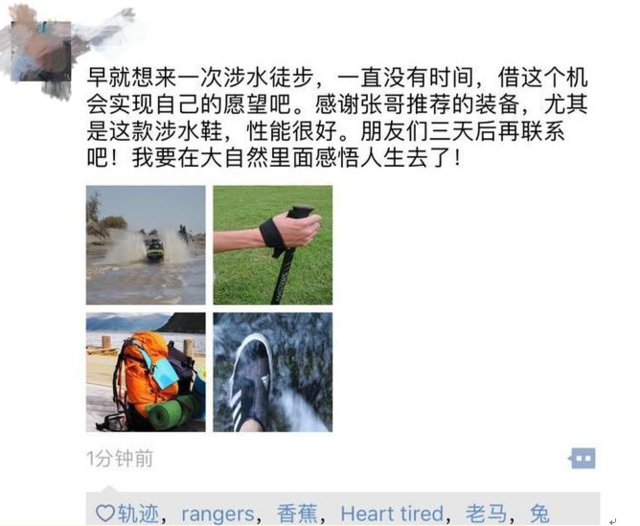 早就想来一次涉水徒步，一直没有时间，借这个机
会实现自己的愿望吧。感谢张哥推荐的装备，尤其
是这款涉水鞋，性能很好。朋友们三天后再联系
吧！我要在大自然里面感悟人生去了！
1分钟前
轨迹，rangers，香蕉，Heart tired，老马，兔